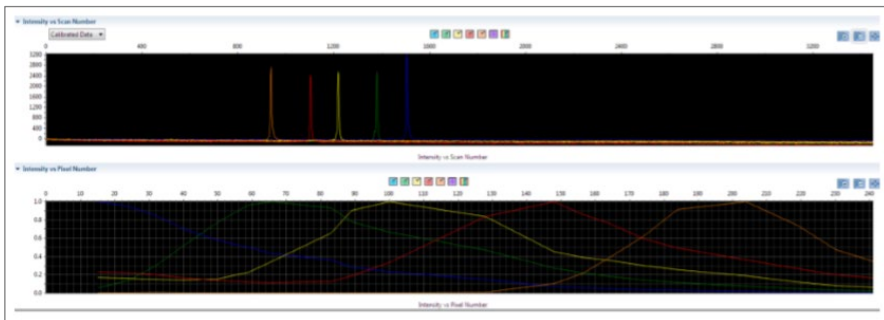 Intensity vs Scan Number
Calibrated Data
0 400 800 1200 1600 2000 2400 2800 3200
3200
2800
2400
2000
1600
1200
800
400
0
Intensity vs Scan Number
Intensity vs Pixel Number
0 10 20 30 40 50 60 70 80 90 100 110 120 130 140 150 160 170 180 190 200 210 220 230 240
1.0
0.8
0.6
0.4
0.2
0.0
Intensity vs Pixel Number